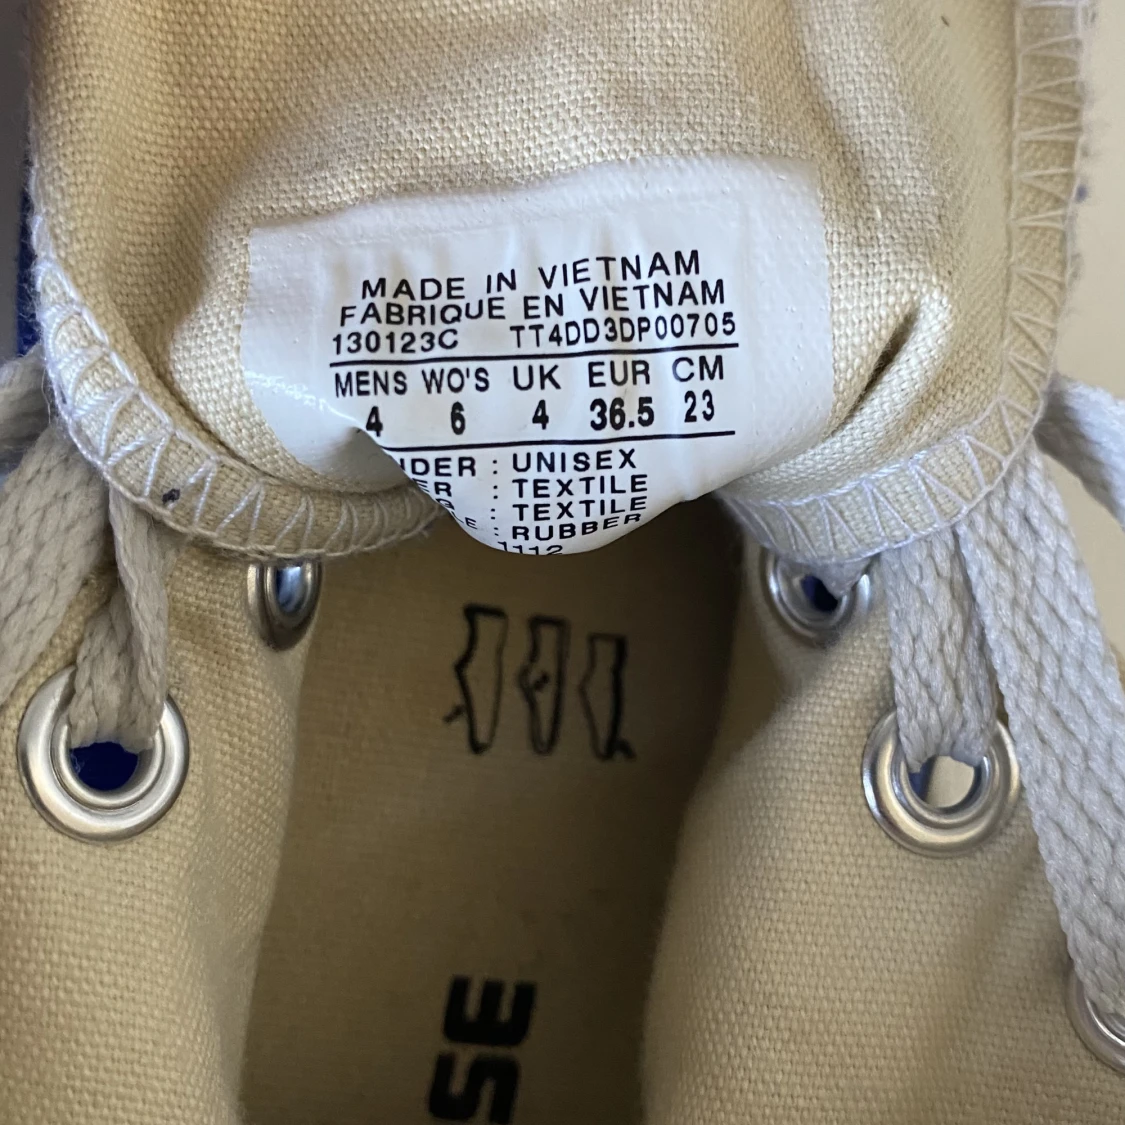 MADE IN VIETNAM
FABRIQUE EN VIETNAM
130123C TT4DD3DP00705
MENS WO'S UK EUR CM
4 6 4 36.5 23
: UNISEX
: TEXTILE
: TEXTILE
: RUBBER
1112
SE